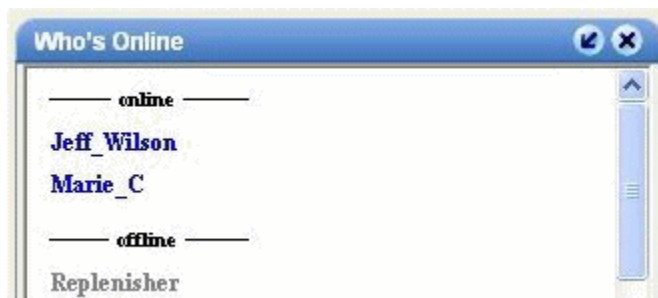 Who's Online
online
Jeff_Wilson
Marie_C
offline
Replenisher